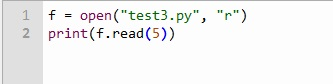 1 f = open("test3.py", "r")
2 print(f.read(5))